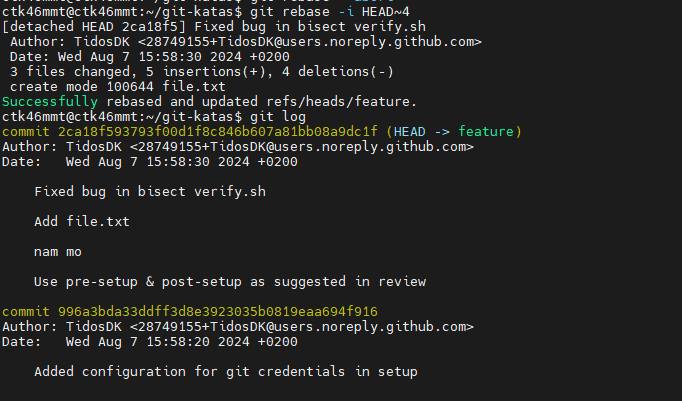 ctk46mmt@ctk46mmt:~/git-katas$ git rebase -i HEAD~4
[detached HEAD 2ca18f5] Fixed bug in bisect verify.sh
 Author: TidosDK <28749155+TidosDK@users.noreply.github.com>
 Date: Wed Aug 7 15:58:30 2024 +0200
 3 files changed, 5 insertions(+), 4 deletions(-)
 create mode 100644 file.txt
Successfully rebased and updated refs/heads/feature.
ctk46mmt@ctk46mmt:~/git-katas$ git log
commit 2ca18f593793f00d1f8c846b607a81bb08a9dc1f (HEAD -> feature)
Author: TidosDK <28749155+TidosDK@users.noreply.github.com>
Date:   Wed Aug 7 15:58:30 2024 +0200

    Fixed bug in bisect verify.sh

    Add file.txt

    nam mo

    Use pre-setup & post-setup as suggested in review

commit 996a3bda33ddff3d8e3923035b0819eaa694f916
Author: TidosDK <28749155+TidosDK@users.noreply.github.com>
Date:   Wed Aug 7 15:58:20 2024 +0200

    Added configuration for git credentials in setup